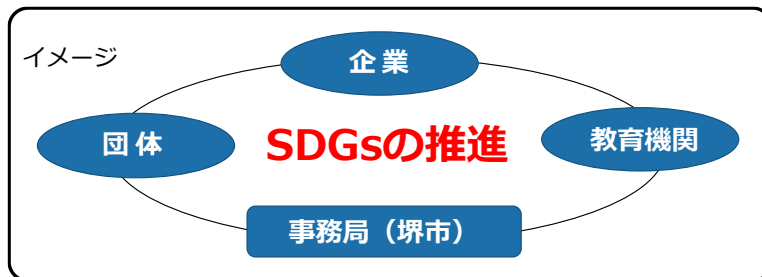 イメージ
企業
団体
SDGsの推進
教育機関
事務局（堺市）